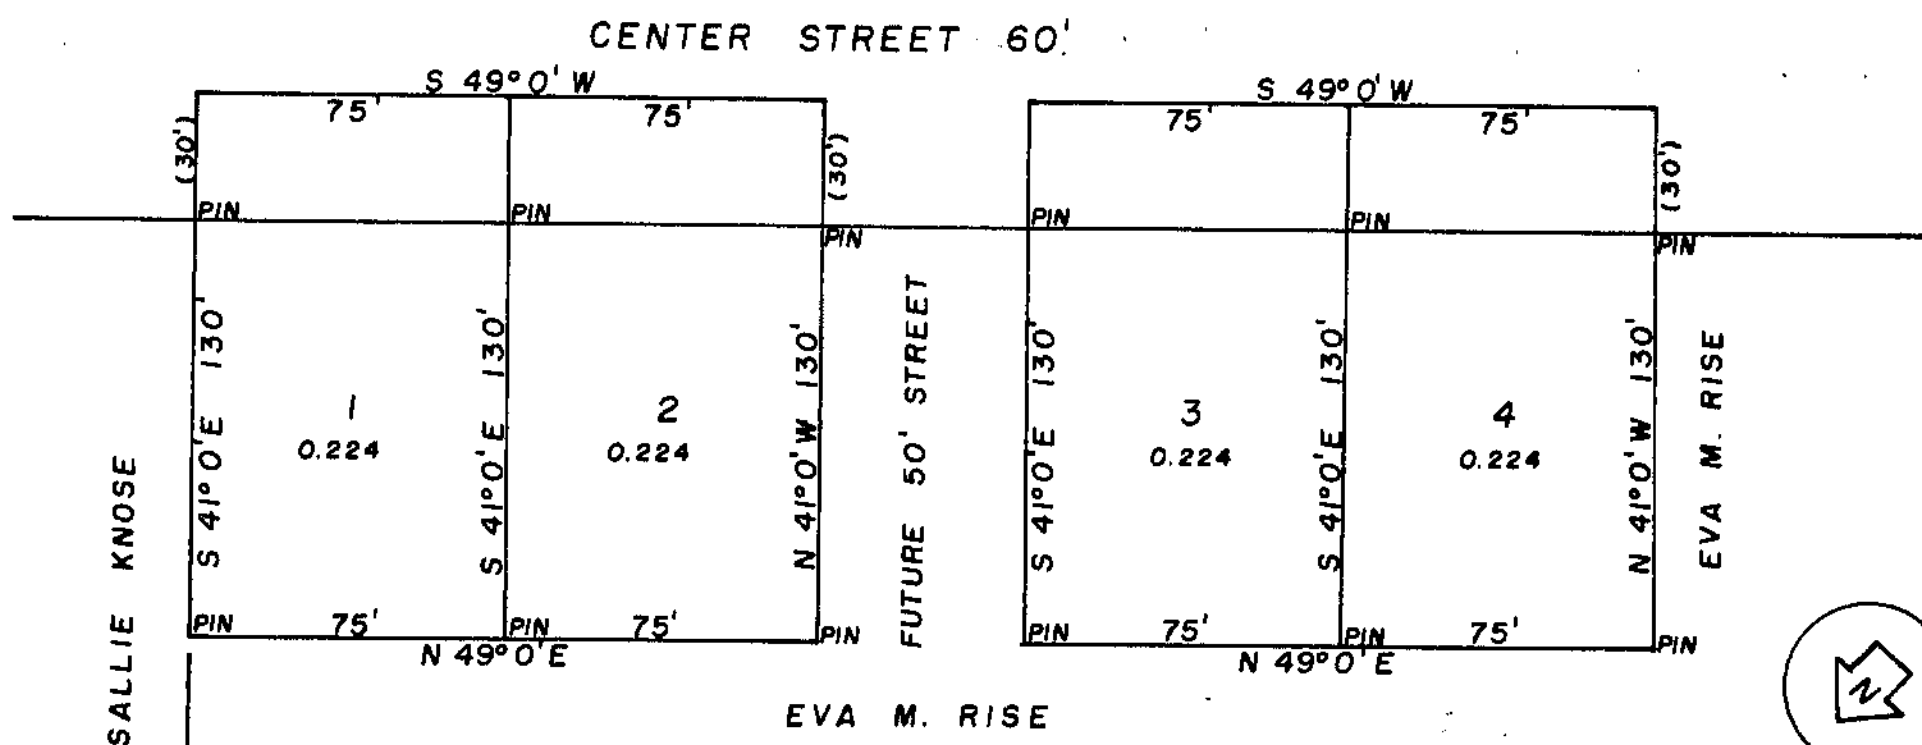 CENTER STREET 60'
S 49° 0' W
S 49° 0' W
75'
75'
75'
75'
(30')
(30')
(30')
PIN
PIN
PIN
PIN
PIN
PIN
S 41° 0' E 130'
S 41° 0' E 130'
N 41° 0' W 130'
S 41° 0' E 130'
S 41° 0' E 130'
N 41° 0' W 130'
1
0.224
2
0.224
3
0.224
4
0.224
SALLIE KNOSE
FUTURE 50' STREET
EVA M. RISE
PIN
75'
PIN
75'
PIN
PIN
75'
PIN
75'
PIN
N 49° 0' E
N 49° 0' E
EVA M. RISE
N